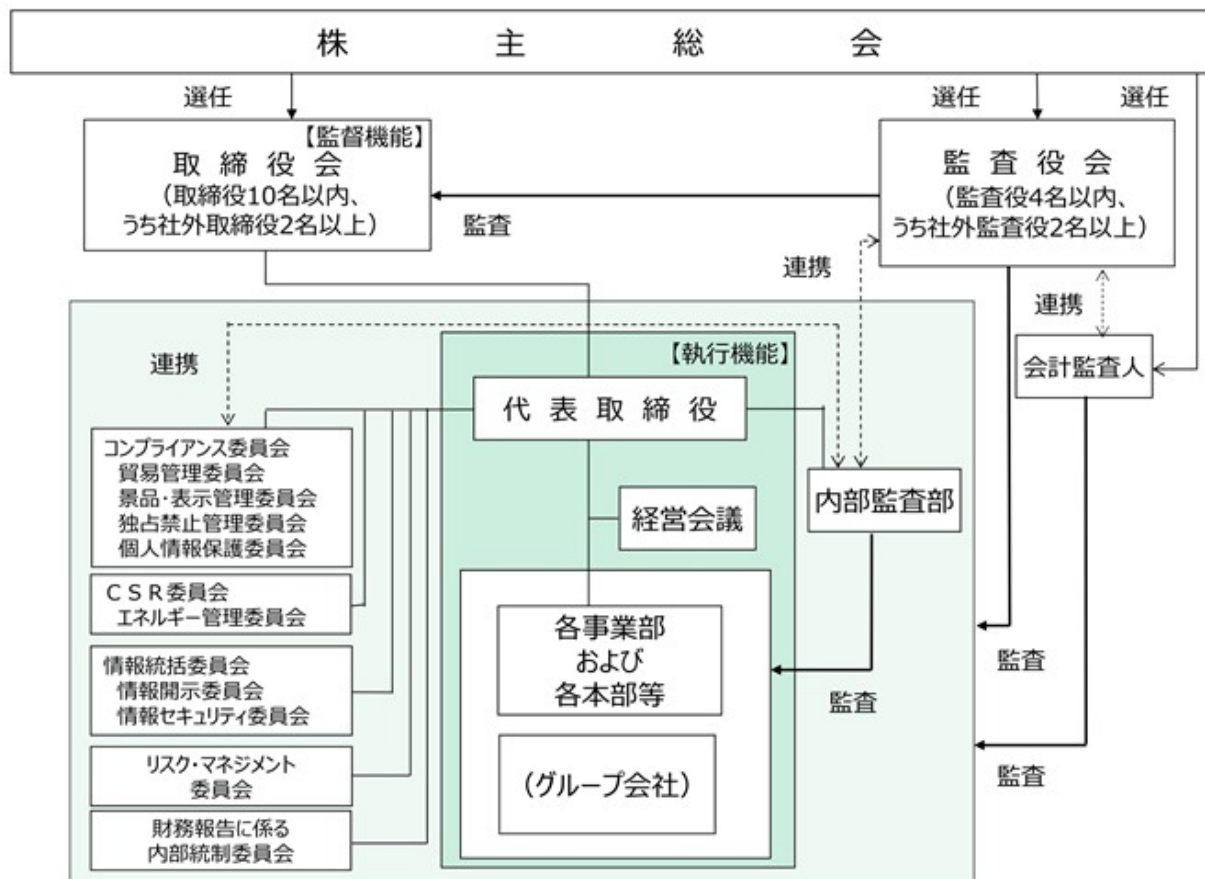 株主総会
選任
選任
選任
【監督機能】
取締役会
（取締役10名以内、
うち社外取締役2名以上）
監査役会
（監査役4名以内、
うち社外監査役2名以上）
監査
連携
連携
会計監査人
連携
【執行機能】
代表取締役
コンプライアンス委員会
貿易管理委員会
景品・表示管理委員会
独占禁止管理委員会
個人情報保護委員会
経営会議
内部監査部
ＣＳＲ委員会
エネルギー管理委員会
各事業部
および
各本部等
監査
監査
情報統括委員会
情報開示委員会
情報セキュリティ委員会
リスク・マネジメント
委員会
（グループ会社）
監査
財務報告に係る
内部統制委員会